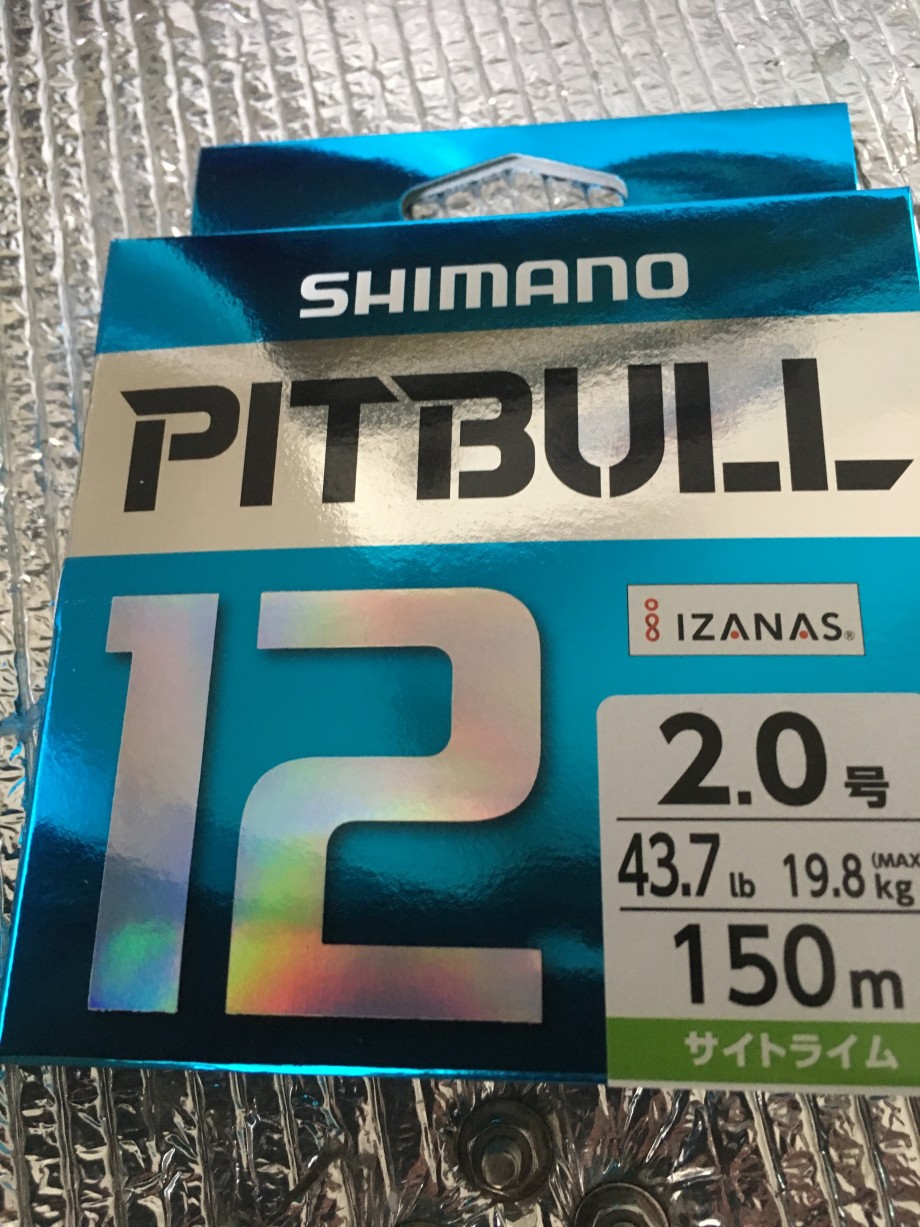 SHIMANO
PITBULL
12
IZANAS®
2.0号
43.7 lb 19.8 kg (MAX
150m
サイトライム